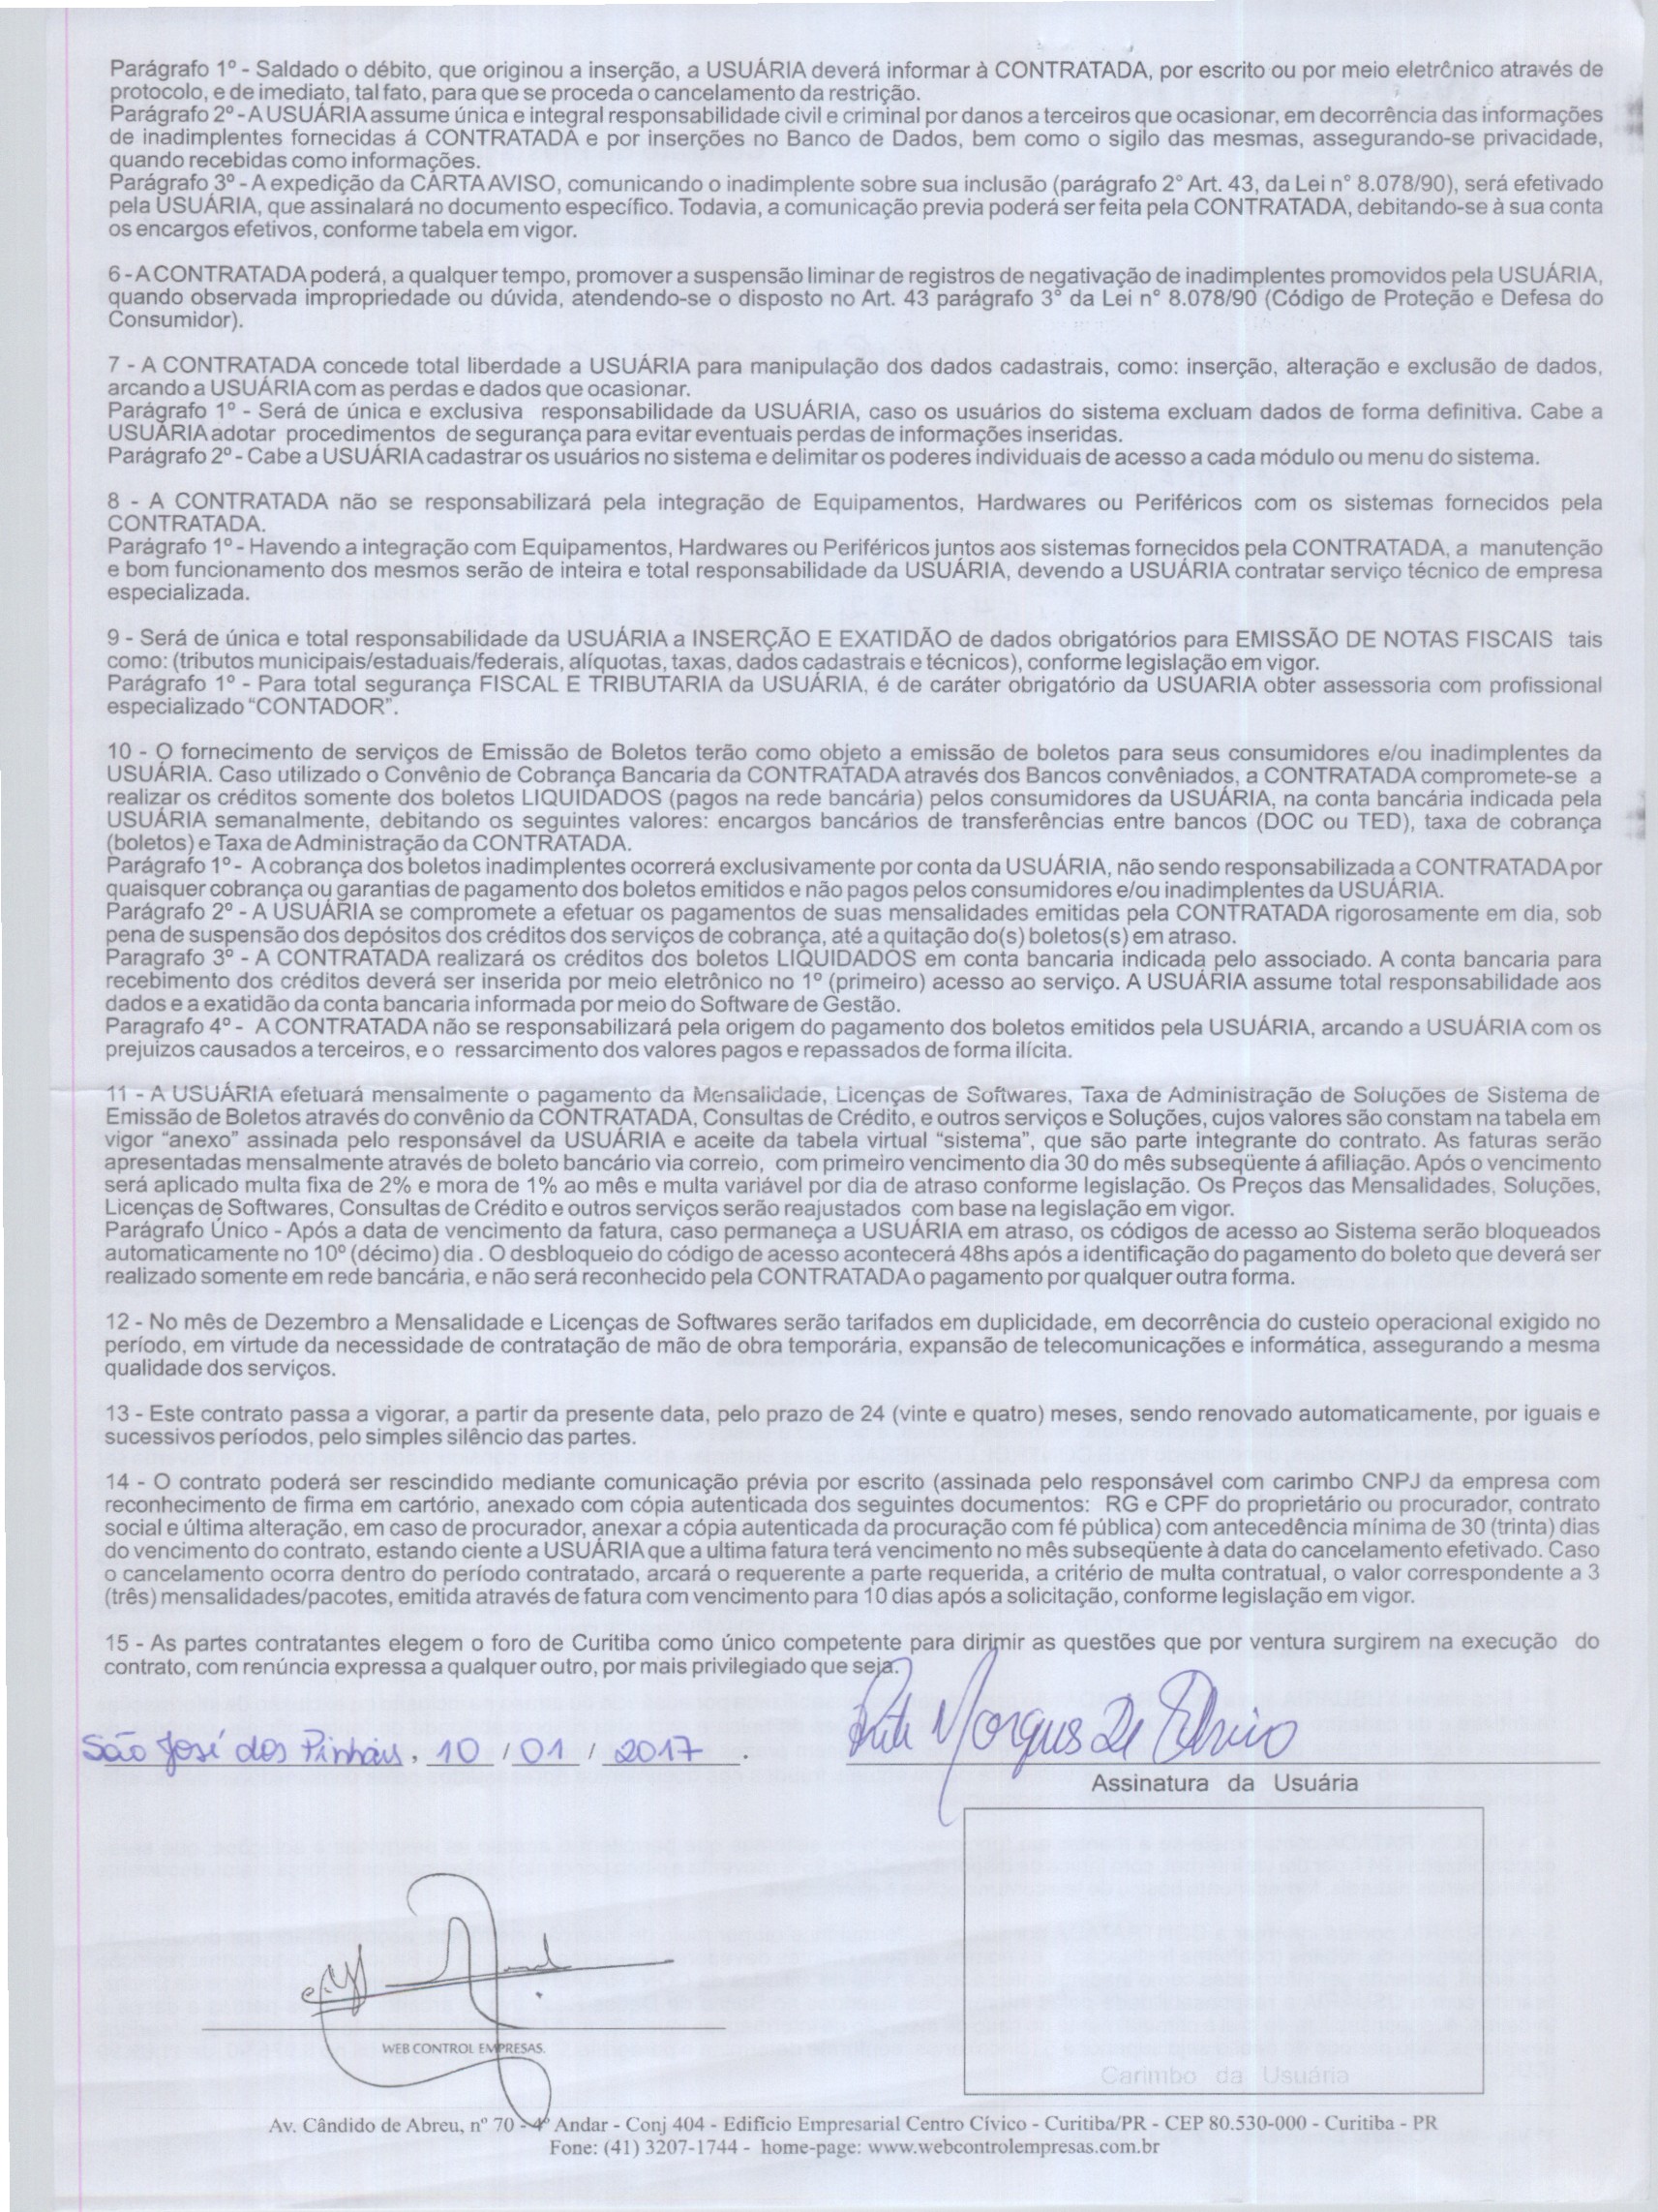 Parágrafo 1º - Saldado o débito, que originou a inserção, a USUÁRIA deverá informar à CONTRATADA, por escrito ou por meio eletrônico através de
protocolo, e de imediato, tal fato, para que se proceda o cancelamento da restrição.
Parágrafo 2º - A USUÁRIA assume única e integral responsabilidade civil e criminal por danos a terceiros que ocasionar, em decorrência das informações
de inadimplentes fornecidas á CONTRATADA e por inserções no Banco de Dados, bem como o sigilo das mesmas, assegurando-se privacidade,
quando recebidas como informações.
Parágrafo 3º - A expedição da CARTA AVISO, comunicando o inadimplente sobre sua inclusão (parágrafo 2° Art. 43, da Lei n° 8.078/90), será efetivado
pela USUÁRIA, que assinalará no documento específico. Todavia, a comunicação previa poderá ser feita pela CONTRATADA, debitando-se à sua conta
os encargos efetivos, conforme tabela em vigor.
6 - A CONTRATADA poderá, a qualquer tempo, promover a suspensão liminar de registros de negativação de inadimplentes promovidos pela USUÁRIA,
quando observada impropriedade ou dúvida, atendendo-se o disposto no Art. 43 parágrafo 3° da Lei n° 8.078/90 (Código de Proteção e Defesa do
Consumidor).
7 - A CONTRATADA concede total liberdade a USUÁRIA para manipulação dos dados cadastrais, como: inserção, alteração e exclusão de dados,
arcando a USUÁRIA com as perdas e dados que ocasionar.
Parágrafo 1º - Será de única e exclusiva responsabilidade da USUÁRIA, caso os usuários do sistema excluam dados de forma definitiva. Cabe a
USUÁRIA adotar procedimentos de segurança para evitar eventuais perdas de informações inseridas.
Parágrafo 2º - Cabe a USUÁRIA cadastrar os usuários no sistema e delimitar os poderes individuais de acesso a cada módulo ou menu do sistema.
8 - A CONTRATADA não se responsabilizará pela integração de Equipamentos, Hardwares ou Periféricos com os sistemas fornecidos pela
CONTRATADA.
Parágrafo 1º - Havendo a integração com Equipamentos, Hardwares ou Periféricos juntos aos sistemas fornecidos pela CONTRATADA, a manutenção
e bom funcionamento dos mesmos serão de inteira e total responsabilidade da USUÁRIA, devendo a USUÁRIA contratar serviço técnico de empresa
especializada.
9 - Será de única e total responsabilidade da USUÁRIA a INSERÇÃO E EXATIDÃO de dados obrigatórios para EMISSÃO DE NOTAS FISCAIS tais
como: (tributos municipais/estaduais/federais, alíquotas, taxas, dados cadastrais e técnicos), conforme legislação em vigor.
Parágrafo 1º - Para total segurança FISCAL E TRIBUTARIA da USUÁRIA, é de caráter obrigatório da USUARIA obter assessoria com profissional
especializado “CONTADOR”.
10 - O fornecimento de serviços de Emissão de Boletos terão como objeto a emissão de boletos para seus consumidores e/ou inadimplentes da
USUÁRIA. Caso utilizado o Convênio de Cobrança Bancaria da CONTRATADA através dos Bancos convêniados, a CONTRATADA compromete-se a
realizar os créditos somente dos boletos LIQUIDADOS (pagos na rede bancária) pelos consumidores da USUÁRIA, na conta bancária indicada pela
USUÁRIA semanalmente, debitando os seguintes valores: encargos bancários de transferências entre bancos (DOC ou TED), taxa de cobrança
(boletos) e Taxa de Administração da CONTRATADA.
Parágrafo 1º - A cobrança dos boletos inadimplentes ocorrerá exclusivamente por conta da USUÁRIA, não sendo responsabilizada a CONTRATADA por
quaisquer cobrança ou garantias de pagamento dos boletos emitidos e não pagos pelos consumidores e/ou inadimplentes da USUÁRIA.
Parágrafo 2º - A USUÁRIA se compromete a efetuar os pagamentos de suas mensalidades emitidas pela CONTRATADA rigorosamente em dia, sob
pena de suspensão dos depósitos dos créditos dos serviços de cobrança, até a quitação do(s) boletos(s) em atraso.
Paragrafo 3º - A CONTRATADA realizará os créditos dos boletos LIQUIDADOS em conta bancaria indicada pelo associado. A conta bancaria para
recebimento dos créditos deverá ser inserida por meio eletrônico no 1º (primeiro) acesso ao serviço. A USUÁRIA assume total responsabilidade aos
dados e a exatidão da conta bancaria informada por meio do Software de Gestão.
Paragrafo 4º - A CONTRATADA não se responsabilizará pela origem do pagamento dos boletos emitidos pela USUÁRIA, arcando a USUÁRIA com os
prejuizos causados a terceiros, e o ressarcimento dos valores pagos e repassados de forma ilícita.
11 - A USUÁRIA efetuará mensalmente o pagamento da Mensalidade, Licenças de Softwares, Taxa de Administração de Soluções de Sistema de
Emissão de Boletos através do convênio da CONTRATADA, Consultas de Crédito, e outros serviços e Soluções, cujos valores são constam na tabela em
vigor “anexo” assinada pelo responsável da USUÁRIA e aceite da tabela virtual “sistema”, que são parte integrante do contrato. As faturas serão
apresentadas mensalmente através de boleto bancário via correio, com primeiro vencimento dia 30 do mês subseqüente á afiliação. Após o vencimento
será aplicado multa fixa de 2% e mora de 1% ao mês e multa variável por dia de atraso conforme legislação. Os Preços das Mensalidades, Soluções,
Licenças de Softwares, Consultas de Crédito e outros serviços serão reajustados com base na legislação em vigor.
Parágrafo Único - Após a data de vencimento da fatura, caso permaneça a USUÁRIA em atraso, os códigos de acesso ao Sistema serão bloqueados
automaticamente no 10º (décimo) dia . O desbloqueio do código de acesso acontecerá 48hs após a identificação do pagamento do boleto que deverá ser
realizado somente em rede bancária, e não será reconhecido pela CONTRATADA o pagamento por qualquer outra forma.
12 - No mês de Dezembro a Mensalidade e Licenças de Softwares serão tarifados em duplicidade, em decorrência do custeio operacional exigido no
período, em virtude da necessidade de contratação de mão de obra temporária, expansão de telecomunicações e informática, assegurando a mesma
qualidade dos serviços.
13 - Este contrato passa a vigorar, a partir da presente data, pelo prazo de 24 (vinte e quatro) meses, sendo renovado automaticamente, por iguais e
sucessivos períodos, pelo simples silêncio das partes.
14 - O contrato poderá ser rescindido mediante comunicação prévia por escrito (assinada pelo responsável com carimbo CNPJ da empresa com
reconhecimento de firma em cartório, anexado com cópia autenticada dos seguintes documentos: RG e CPF do proprietário ou procurador, contrato
social e última alteração, em caso de procurador, anexar a cópia autenticada da procuração com fé pública) com antecedência mínima de 30 (trinta) dias
do vencimento do contrato, estando ciente a USUÁRIA que a ultima fatura terá vencimento no mês subseqüente à data do cancelamento efetivado. Caso
o cancelamento ocorra dentro do período contratado, arcará o requerente a parte requerida, a critério de multa contratual, o valor correspondente a 3
(três) mensalidades/pacotes, emitida através de fatura com vencimento para 10 dias após a solicitação, conforme legislação em vigor.
15 - As partes contratantes elegem o foro de Curitiba como único competente para dirimir as questões que por ventura surgirem na execução do
contrato, com renúncia expressa a qualquer outro, por mais privilegiado que seja.
São José dos Pinhais, 10 / 01 / 2017 .
Marques De
Assinatura da Usuária
WEB CONTROL EMPRESAS.
Carimbo da Usuária
Av. Cândido de Abreu, nº 70 - 4º Andar - Conj 404 - Edifício Empresarial Centro Cívico - Curitiba/PR - CEP 80.530-000 - Curitiba - PR
Fone: (41) 3207-1744 - home-page: www.webcontrolempresas.com.br